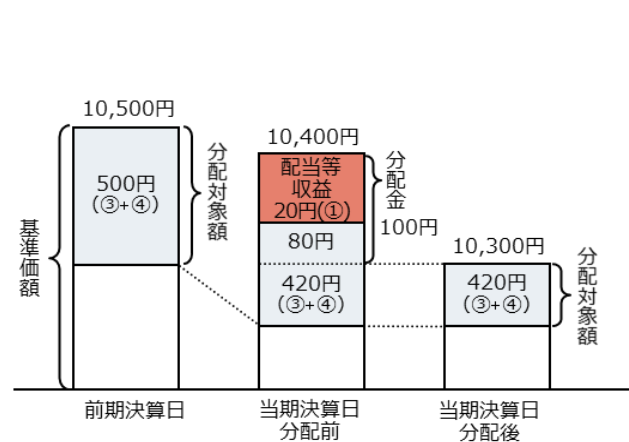 10,500円
500円
(③+④)
分配対象額
基準価額
前期決算日
10,400円
配当等
収益
20円(①)
80円
420円
(③+④)
分配金
100円
当期決算日
分配前
10,300円
420円
(③+④)
分配対象額
当期決算日
分配後